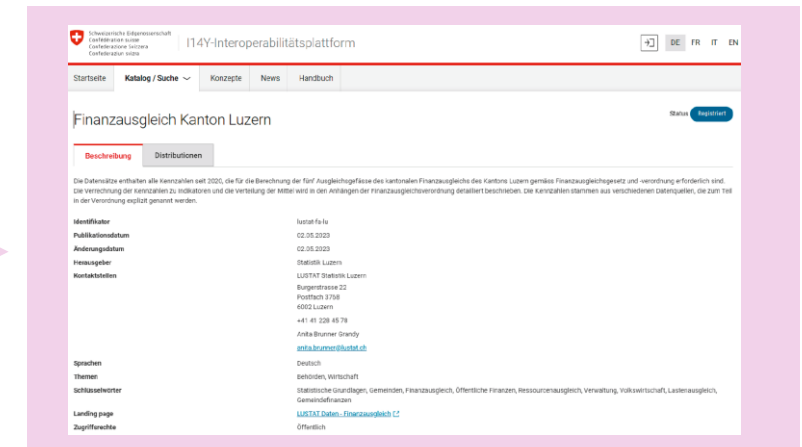 Schweizerische Eidgenossenschaft
Confédération suisse
Confederazione Svizzera
Confederaziun svizra
I14Y-Interoperabilitätsplattform
DE FR IT EN
Startseite Katalog / Suche Konzepte News Handbuch
Finanzausgleich Kanton Luzern
Status Registriert
Beschreibung Distributionen
Die Datensätze enthalten alle Kennzahlen seit 2020, die für die Berechnung der fünf Ausgleichsgefässe des kantonalen Finanzausgleichs des Kantons Luzern gemäss Finanzausgleichsgesetz und -verordnung erforderlich sind.
Die Verrechnung der Kennzahlen zu Indikatoren und die Verteilung der Mittel wird in den Anhängen der Finanzausgleichsverordnung detailliert beschrieben. Die Kennzahlen stammen aus verschiedenen Datenquellen, die zum Teil
in der Verordnung explizit genannt werden.
Identifikator lustat-fa-lu
Publikationsdatum 02.05.2023
Änderungsdatum 02.05.2023
Herausgeber Statistik Luzern
Kontaktstellen LUSTAT Statistik Luzern
Burgerstrasse 22
Postfach 3768
6002 Luzern
+41 41 228 45 78
Anita Brunner Grandy
anita.brunner@lustat.ch
Sprachen Deutsch
Themen Behörden, Wirtschaft
Schlüsselwörter Statistische Grundlagen, Gemeinden, Finanzausgleich, Öffentliche Finanzen, Ressourcenausgleich, Verwaltung, Volkswirtschaft, Lastenausgleich,
Gemeindefinanzen
Landing page LUSTAT Daten - Finanzausgleich
Zugriffsrechte Öffentlich